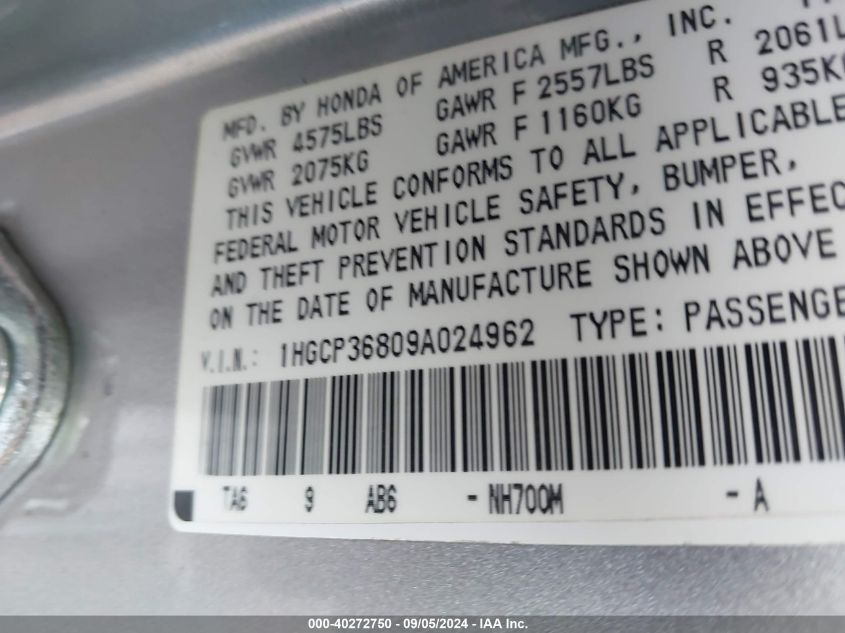 MFD. BY HONDA OF AMERICA MFG., INC.
GVWR 4575LBS GAWR F 2557LBS R 2061L
GVWR 2075KG GAWR F 1160KG R 935K
THIS VEHICLE CONFORMS TO ALL APPLICABLE
FEDERAL MOTOR VEHICLE SAFETY, BUMPER,
AND THEFT PREVENTION STANDARDS IN EFFEC
ON THE DATE OF MANUFACTURE SHOWN ABOVE
V.I.N.: 1HGCP36809A024962 TYPE: PASSENGE
TA6 9 AB6 -NH700M -A
000-40272750 - 09/05/2024 - IAAI Inc.